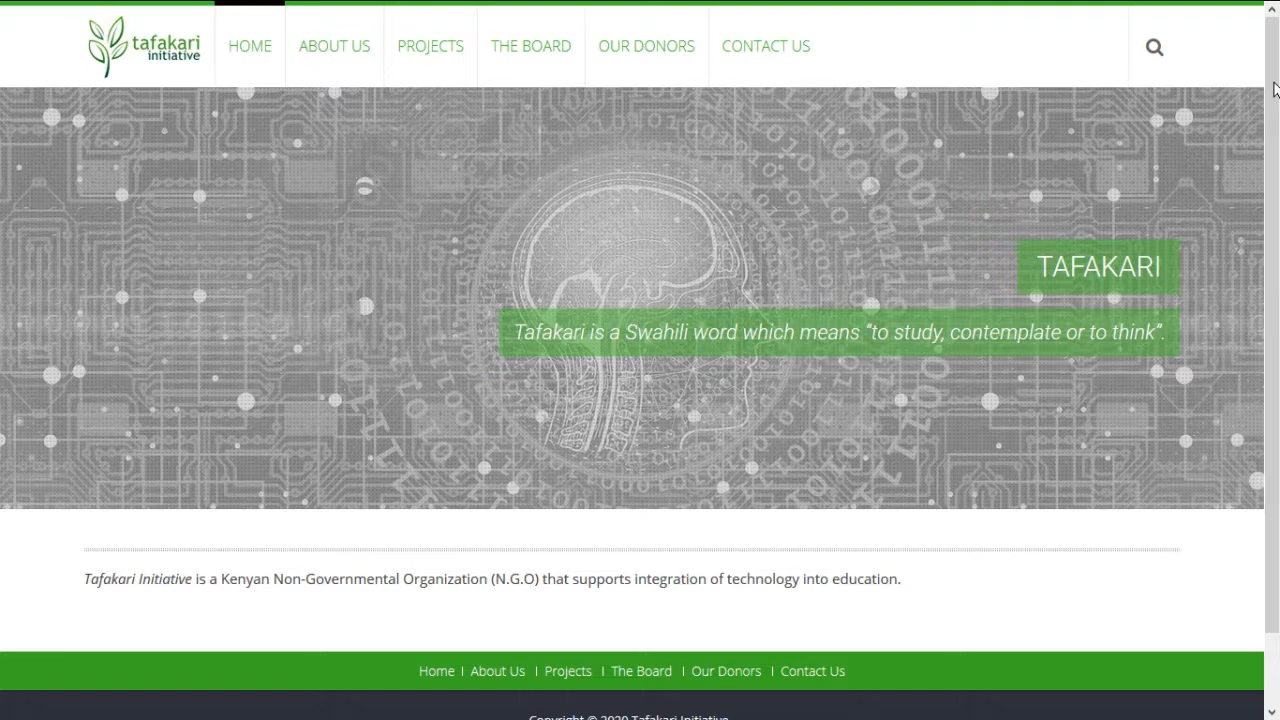 tafakari
initiative
HOME
ABOUT US
PROJECTS
THE BOARD
OUR DONORS
CONTACT US
TAFAKARI
Tafakari is a Swahili word which means “to study, contemplate or to think”.
Tafakari Initiative is a Kenyan Non-Governmental Organization (N.G.O) that supports integration of technology into education.
Home | About Us | Projects | The Board | Our Donors | Contact Us
Copyright © 2020 Tafakari Initiative